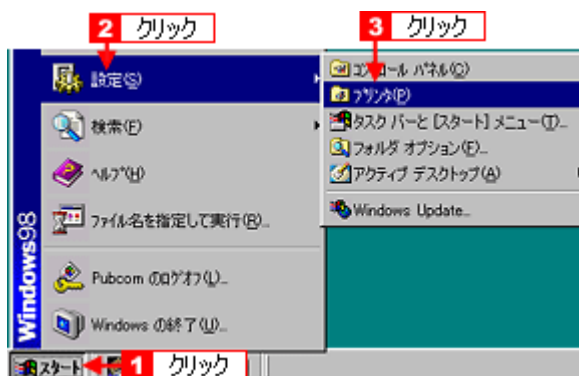 2 クリック
3 クリック
設定(S)
検索(F)
ヘルプ(H)
ファイル名を指定して実行(R)...
Pubcom のログオフ(L)...
Windows の終了(U)...
Windows98
コントロール パネル(C)
プリンタ(P)
タスク バーと [スタート] メニュー(T)...
フォルダ オプション(F)...
アクティブ デスクトップ(A)
Windows Update...
スタート
1 クリック